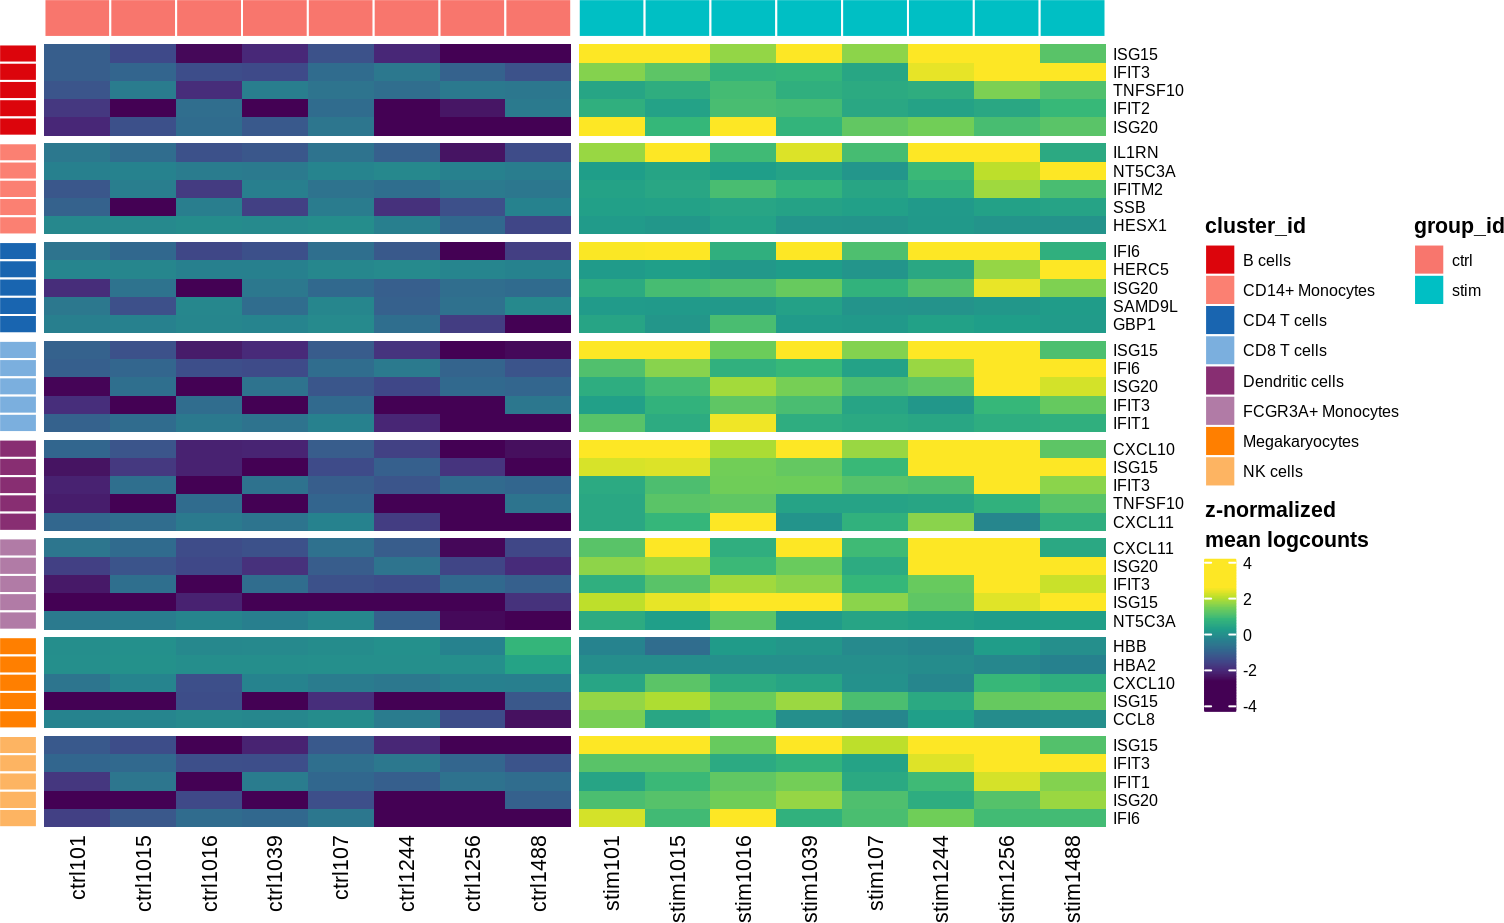 ISG15
IFIT3
TNFSF10
IFIT2
ISG20
IL1RN
NT5C3A
IFITM2
SSB
HESX1
IFI6
HERC5
ISG20
SAMD9L
GBP1
ISG15
IFI6
ISG20
IFIT3
IFIT1
CXCL10
ISG15
IFIT3
TNFSF10
CXCL11
CXCL11
ISG20
IFIT3
ISG15
NT5C3A
HBB
HBA2
CXCL10
ISG15
CCL8
ISG15
IFIT3
IFIT1
ISG20
IFI6
ctrl101
ctrl1015
ctrl1016
ctrl1039
ctrl107
ctrl1244
ctrl1256
ctrl1488
stim101
stim1015
stim1016
stim1039
stim107
stim1244
stim1256
stim1488
cluster_id
B cells
CD14+ Monocytes
CD4 T cells
CD8 T cells
Dendritic cells
FCGR3A+ Monocytes
Megakaryocytes
NK cells
group_id
ctrl
stim
z-normalized
mean logcounts
4
2
0
-2
-4